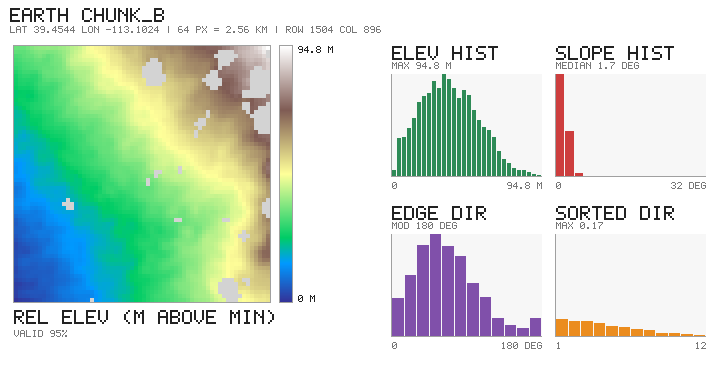 EARTH CHUNK_B
LAT 39.4544 LON -113.1024 | 64 PX = 2.56 KM | ROW 1504 COL 896
94.8 M
0 M
REL ELEV (M ABOVE MIN)
VALID 95%
ELEV HIST
MAX 94.8 M
0 94.8 M
SLOPE HIST
MEDIAN 1.7 DEG
0 32 DEG
EDGE DIR
MOD 180 DEG
0 180 DEG
SORTED DIR
MAX 0.17
1 12